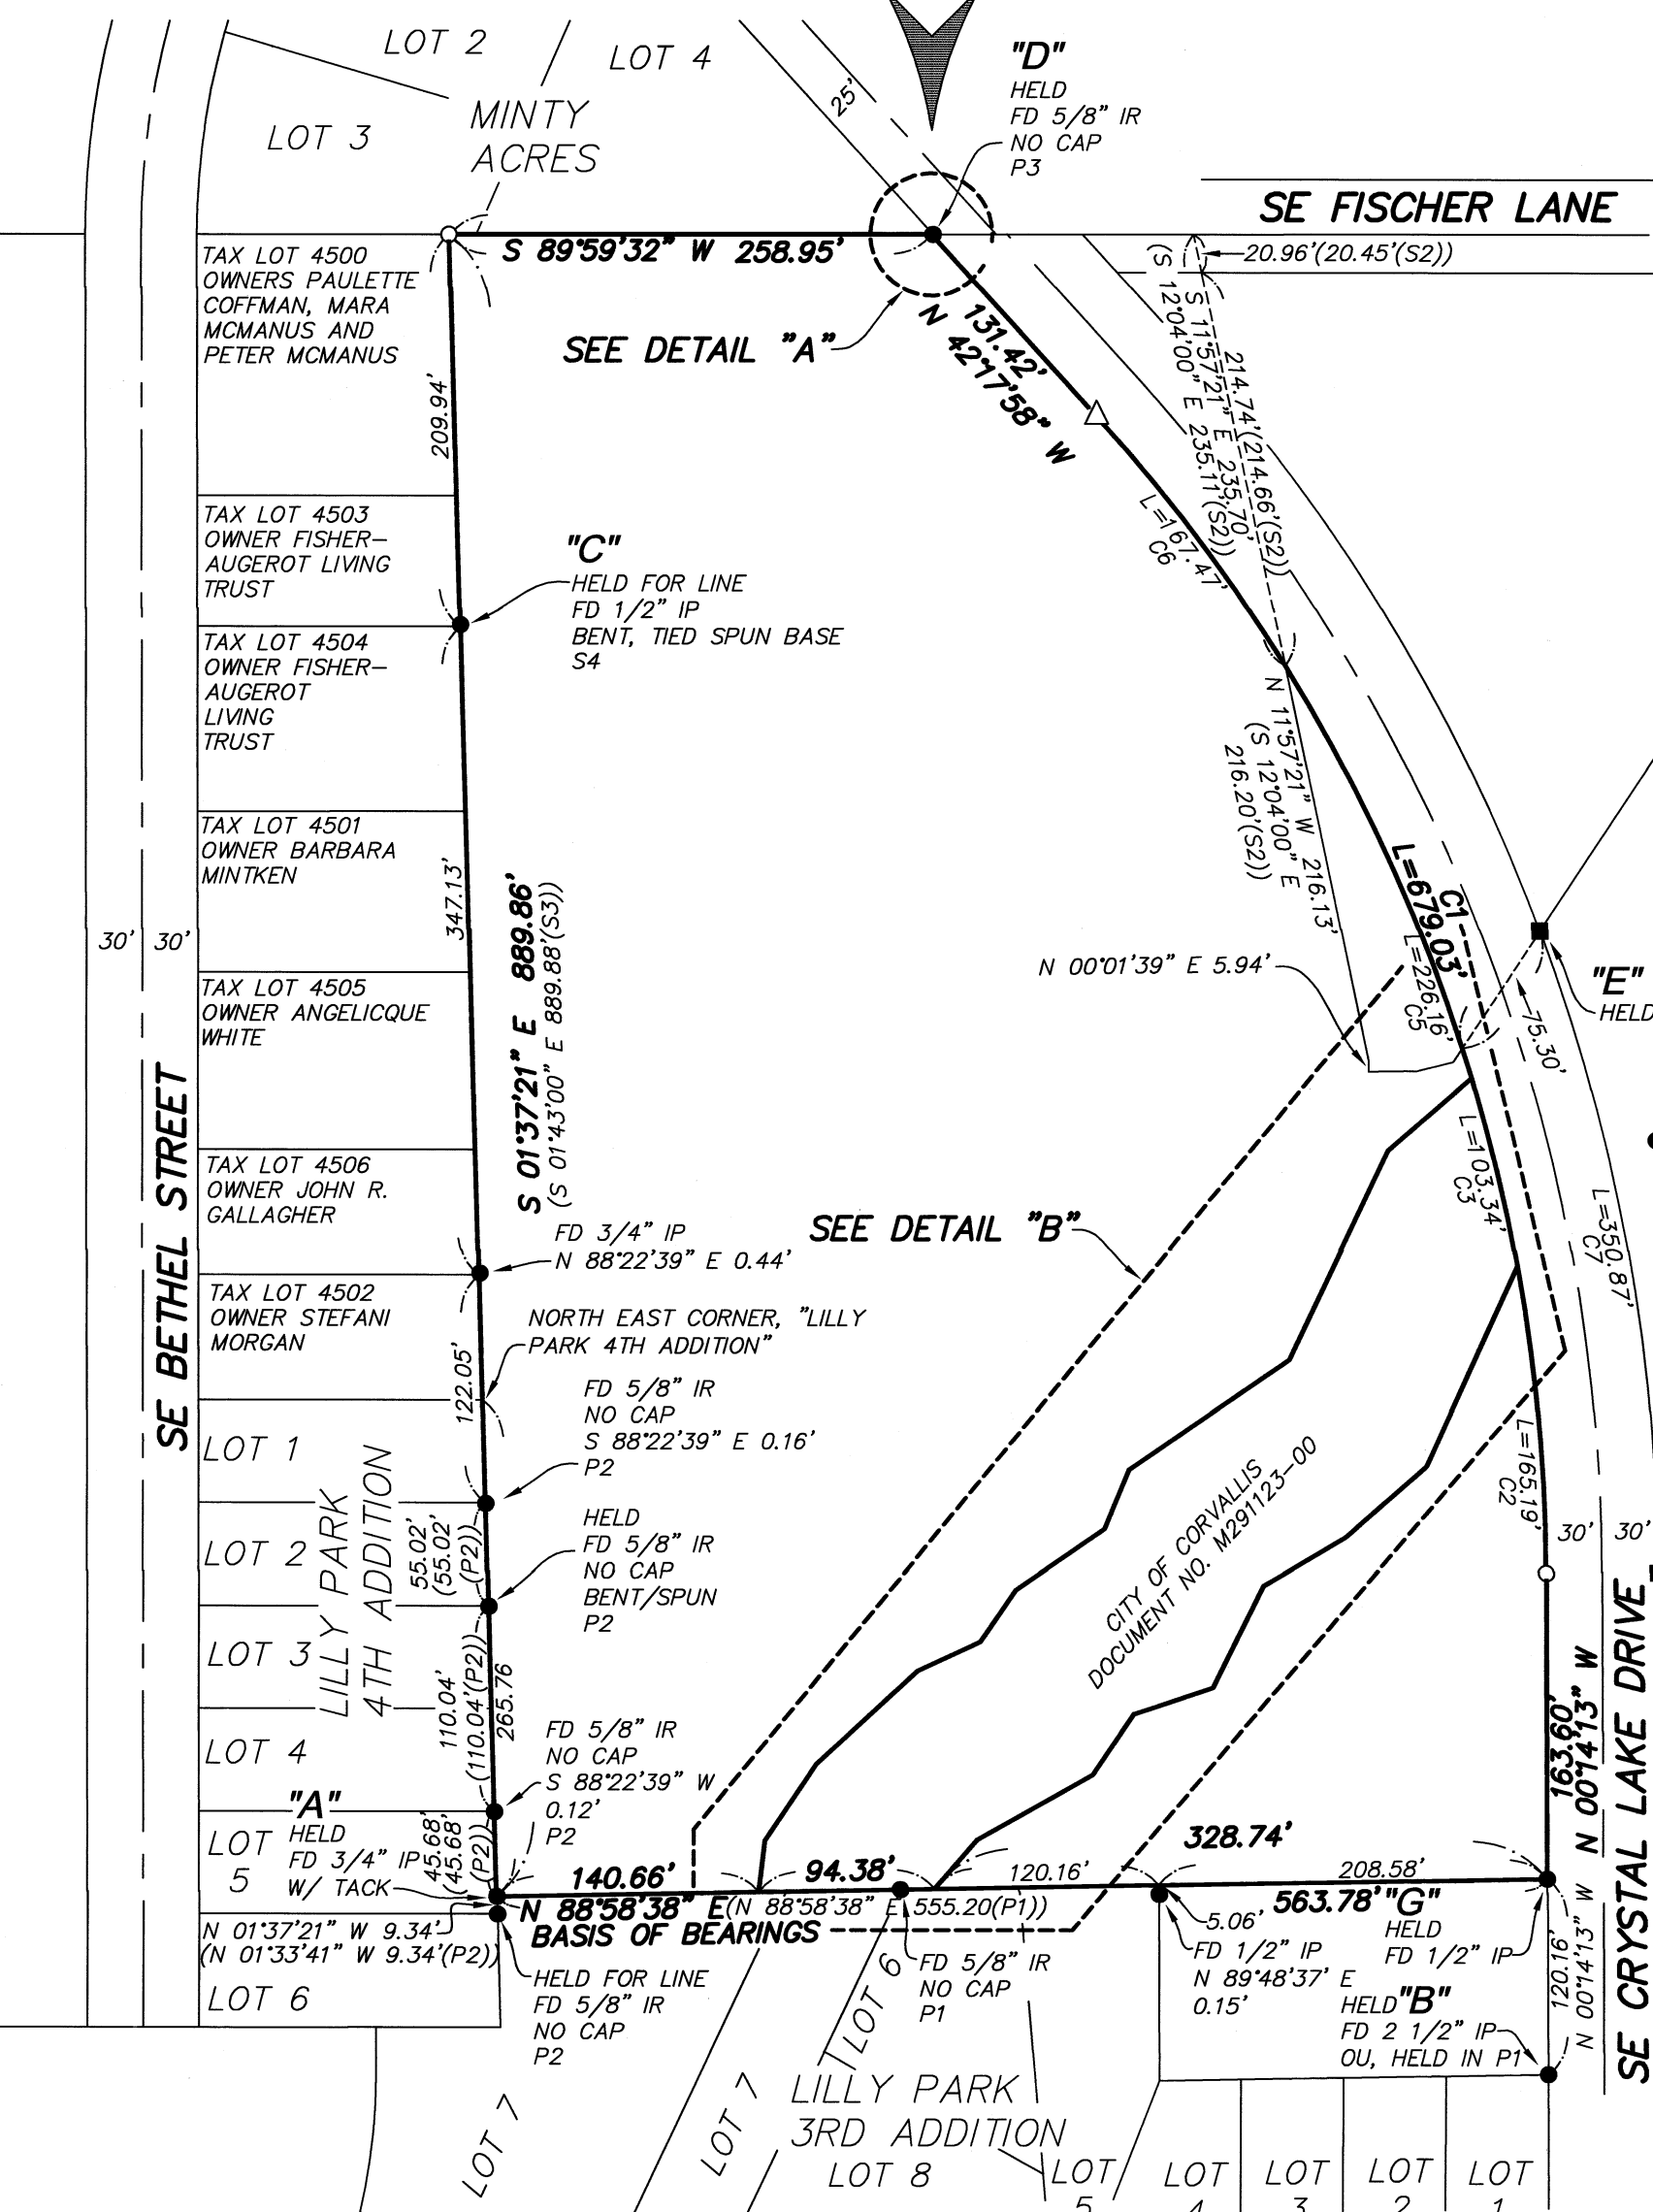 LOT 2
LOT 4
25'
"D"
HELD
FD 5/8" IR
NO CAP
P3
LOT 3
MINTY
ACRES
SE FISCHER LANE
S 89°59'32" W 258.95'
20.96'(20.45'(S2))
TAX LOT 4500
OWNERS PAULETTE
COFFMAN, MARA
MCMANUS AND
PETER MCMANUS
SEE DETAIL "A"
131.42'
N 42°17'58" W
214.74'(214.66'(S2))
S 11°57'21" E 235.70'
(S 12°04'00" E 235.11'(S2))
209.94'
L=167.47'
C6
TAX LOT 4503
OWNER FISHER-
AUGEROT LIVING
TRUST
"C"
HELD FOR LINE
FD 1/2" IP
BENT, TIED SPUN BASE
S4
TAX LOT 4504
OWNER FISHER-
AUGEROT
LIVING
TRUST
N 11°57'21" W 216.13'
(S 12°04'00" E
216.20'(S2))
TAX LOT 4501
OWNER BARBARA
MINTKEN
347.13'
S 01°37'21" E 889.86'
(S 01°43'00" E 889.88'(S3))
C1
L=679.03'
L=226.16'
C5
30'
30'
N 00°01'39" E 5.94'
"E"
HELD
75.30'
TAX LOT 4505
OWNER ANGELICQUE
WHITE
SE BETHEL STREET
L=103.34'
C3
L=350.87'
C7
TAX LOT 4506
OWNER JOHN R.
GALLAGHER
SEE DETAIL "B"
FD 3/4" IP
N 88°22'39" E 0.44'
TAX LOT 4502
OWNER STEFANI
MORGAN
NORTH EAST CORNER, "LILLY
PARK 4TH ADDITION"
122.05'
FD 5/8" IR
NO CAP
S 88°22'39" E 0.16'
P2
LOT 1
LILLY PARK
4TH ADDITION
L=165.19'
C2
CITY OF CORVALLIS
DOCUMENT NO. M291123-00
LOT 2
55.02'
(55.02'
(P2))
HELD
FD 5/8" IR
NO CAP
BENT/SPUN
P2
30'
30'
LOT 3
110.04'
(110.04'(P2))
265.76
163.60'
N 00°14'13" W
SE CRYSTAL LAKE DRIVE
LOT 4
FD 5/8" IR
NO CAP
S 88°22'39" W
0.12'
P2
"A"
HELD
FD 3/4" IP
W/ TACK
LOT
5
45.68'
(45.68'
(P2))
140.66'
94.38'
328.74'
120.16'
208.58'
N 88°58'38" E
(N 88°58'38" E 555.20(P1))
563.78'
BASIS OF BEARINGS
N 01°37'21" W 9.34'
(N 01°33'41" W 9.34'(P2))
5.06'
FD 1/2" IP
N 89°48'37' E
0.15'
"G"
HELD
FD 1/2" IP
120.16'
N 00°14'13" W
LOT 6
HELD FOR LINE
FD 5/8" IR
NO CAP
P2
LOT 6
FD 5/8" IR
NO CAP
P1
HELD "B"
FD 2 1/2" IP
OU, HELD IN P1
LOT 7
LOT 7
LILLY PARK
3RD ADDITION
LOT 8
LOT
5
LOT
4
LOT
3
LOT
2
LOT
1